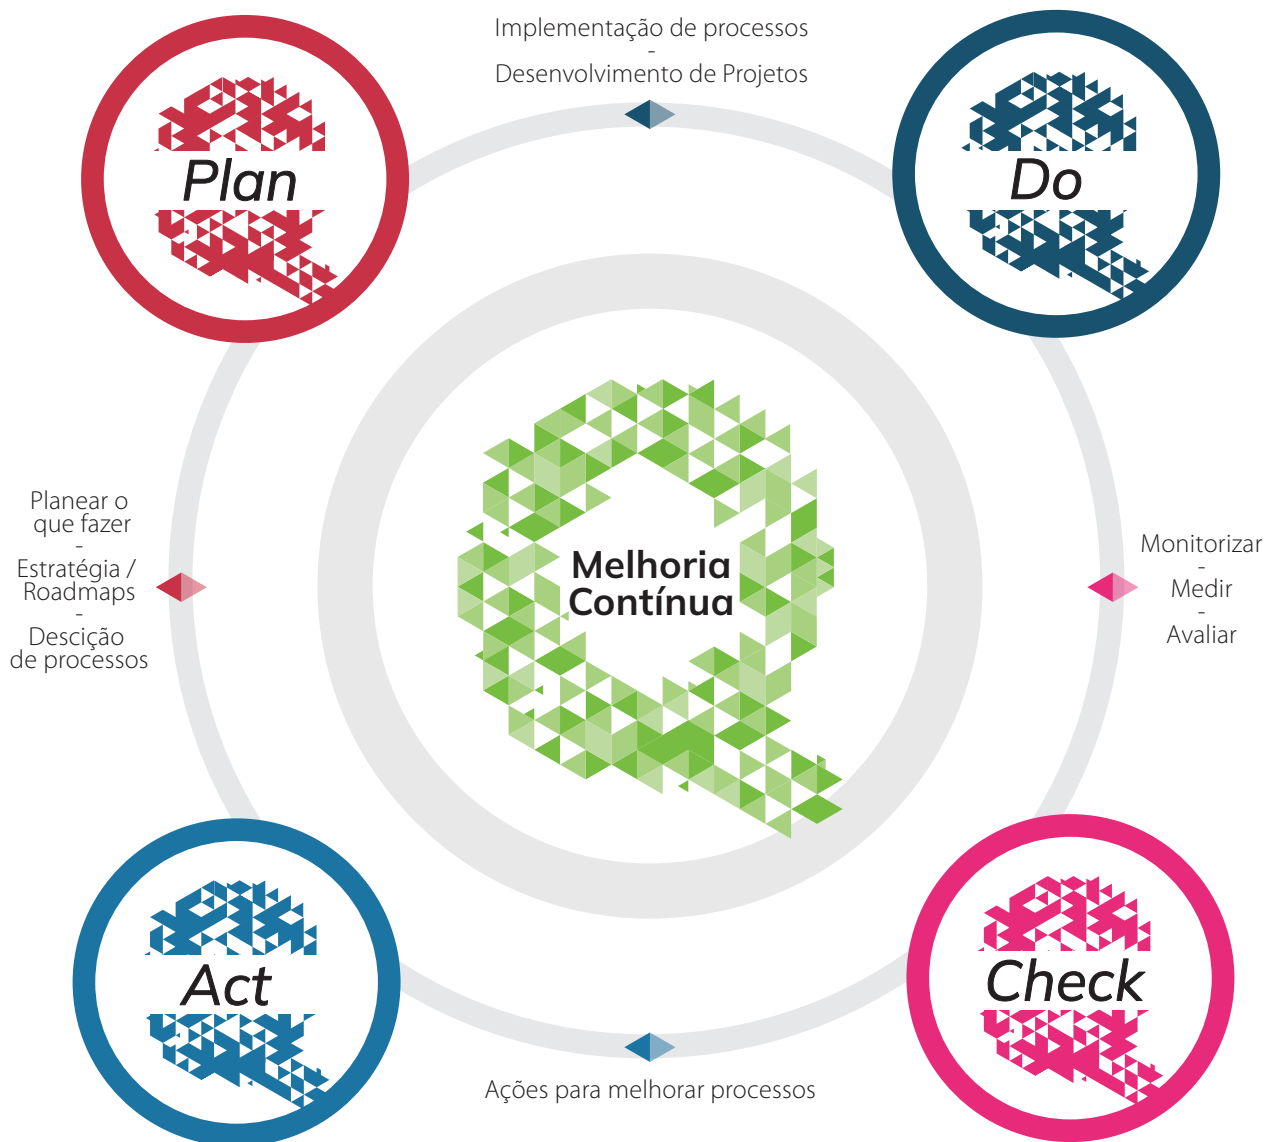 Implementação de processos
-
Desenvolvimento de Projetos
Plan
Do
Planear o
que fazer
-
Estratégia /
Roadmaps
-
Descição
de processos
Melhoria
Contínua
Monitorizar
-
Medir
-
Avaliar
Act
Check
Ações para melhorar processos